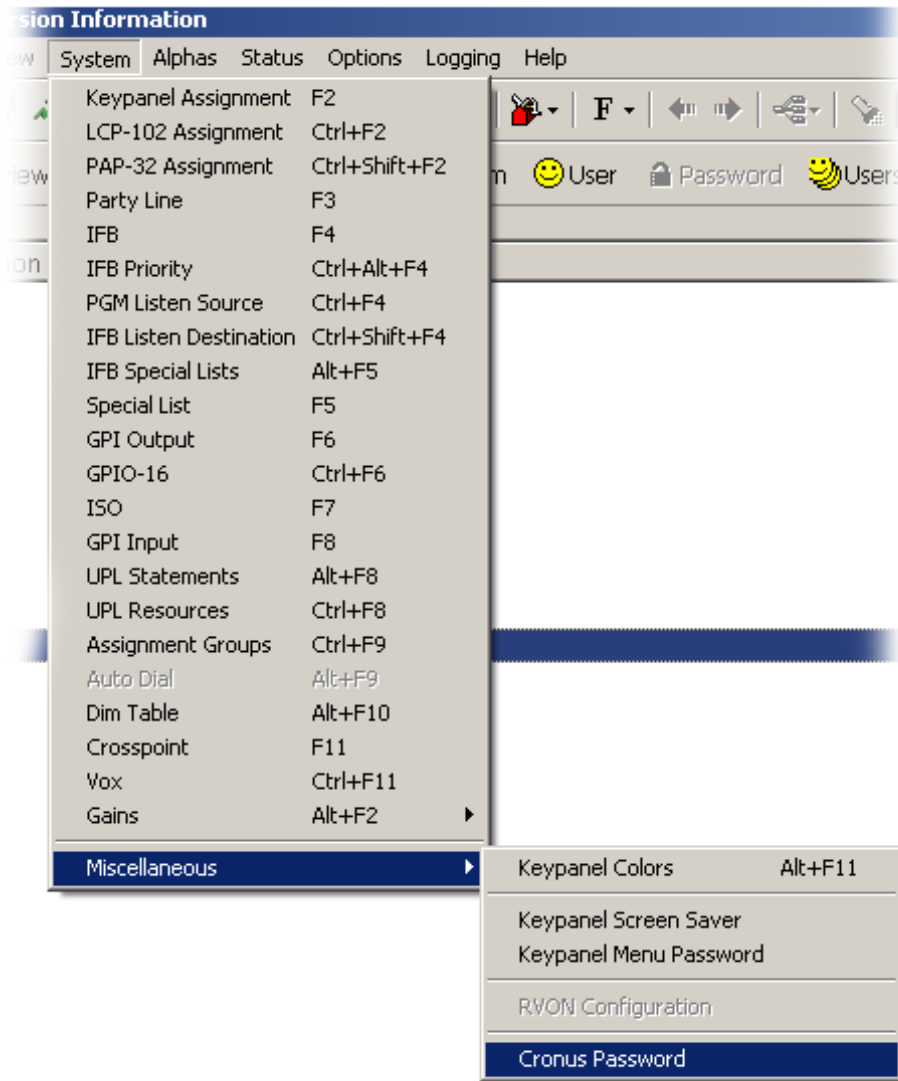 sion Information
ew System Alphas Status Options Logging Help
F
iew m User Password Users
on
Keypanel Assignment F2
LCP-102 Assignment Ctrl+F2
PAP-32 Assignment Ctrl+Shift+F2
Party Line F3
IFB F4
IFB Priority Ctrl+Alt+F4
PGM Listen Source Ctrl+F4
IFB Listen Destination Ctrl+Shift+F4
IFB Special Lists Alt+F5
Special List F5
GPI Output F6
GPIO-16 Ctrl+F6
ISO F7
GPI Input F8
UPL Statements Alt+F8
UPL Resources Ctrl+F8
Assignment Groups Ctrl+F9
Auto Dial Alt+F9
Dim Table Alt+F10
Crosspoint F11
Vox Ctrl+F11
Gains Alt+F2
Miscellaneous
Keypanel Colors Alt+F11
Keypanel Screen Saver
Keypanel Menu Password
RVON Configuration
Cronus Password